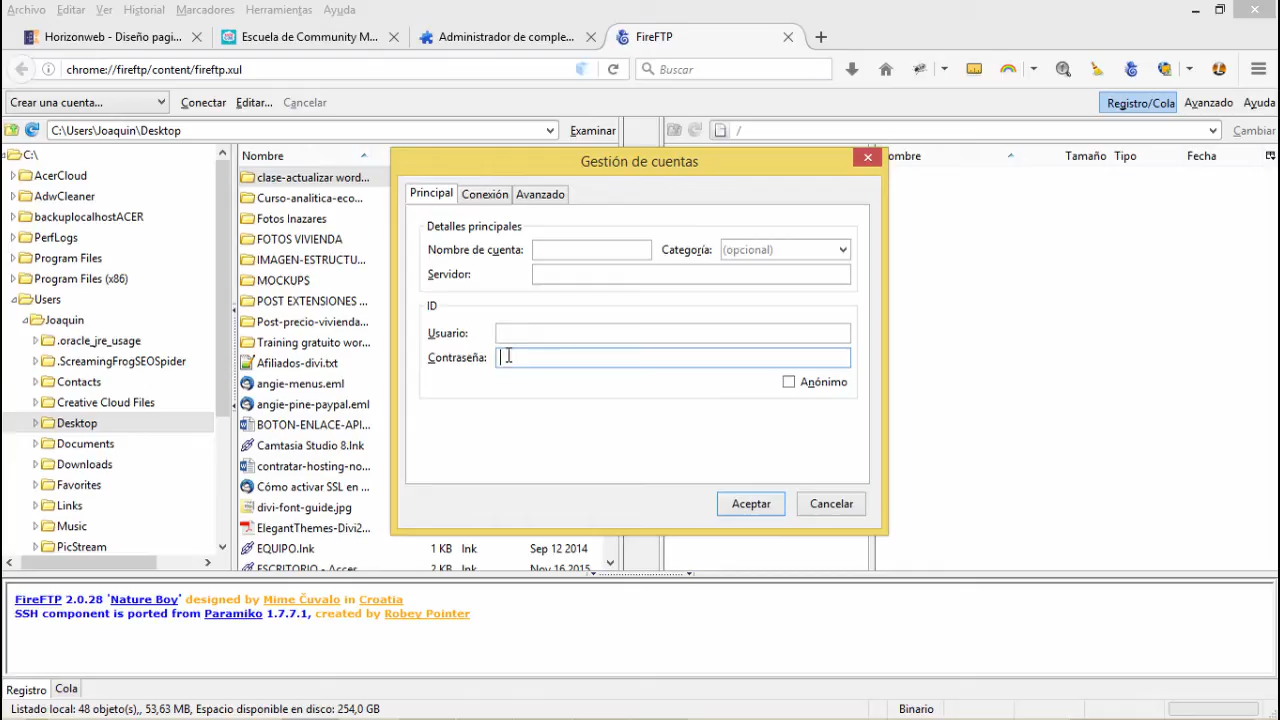 Archivo Editar Ver Historial Marcadores Herramientas Ayuda
Horizonweb - Diseño pagi...
Escuela de Community M...
Administrador de comple...
FireFTP
chrome://fireftp/content/fireftp.xul
Buscar
Crear una cuenta...
Conectar
Editar...
Cancelar
Registro/Cola
Avanzado
Ayuda
C:\Users\Joaquin\Desktop
Examinar
/
Cambiar
C:\
AcerCloud
AdwCleaner
backuplocalhostACER
PerfLogs
Program Files
Program Files (x86)
Users
Joaquin
.oracle_jre_usage
.ScreamingFrogSEOSpider
Contacts
Creative Cloud Files
Desktop
Documents
Downloads
Favorites
Links
Music
PicStream
Nombre
clase-actualizar word...
Curso-analitica-eco...
Fotos Inazares
FOTOS VIVIENDA
IMAGEN-ESTRUCTU...
MOCKUPS
POST EXTENSIONES ...
Post-precio-vivienda...
Training gratuito wor...
Afiliados-divi.txt
angie-menus.eml
angie-pine-paypal.eml
BOTON-ENLACE-API...
Camtasia Studio 8.lnk
contratar-hosting-no...
Cómo activar SSL en ...
divi-font-guide.jpg
ElegantThemes-Divi2...
EQUIPO.lnk 1 KB lnk Sep 12 2014
ESCRITORIO - Acer... 1 KB lnk Nov 16 2015
Gestión de cuentas
Principal Conexión Avanzado
Detalles principales
Nombre de cuenta:
Categoría: (opcional)
Servidor:
ID
Usuario:
Contraseña:
Anónimo
Aceptar
Cancelar
ombre Tamaño Tipo Fecha
FireFTP 2.0.28 'Nature Boy' designed by Mime Čuvalo in Croatia
SSH component is ported from Paramiko 1.7.7.1, created by Robey Pointer
Registro Cola
Listado local: 48 objeto(s),, 53,63 MB, Espacio disponible en disco: 254,0 GB
Binario